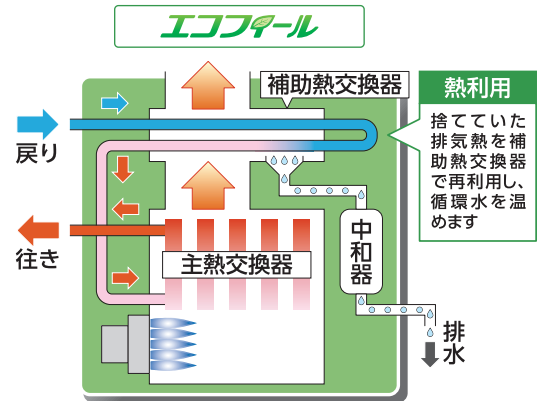 エコフィール
補助熱交換器
熱利用
捨てていた
排気熱を補
助熱交換器
で再利用し、
循環水を温
めます
戻り
往き
主熱交換器
中和器
排水